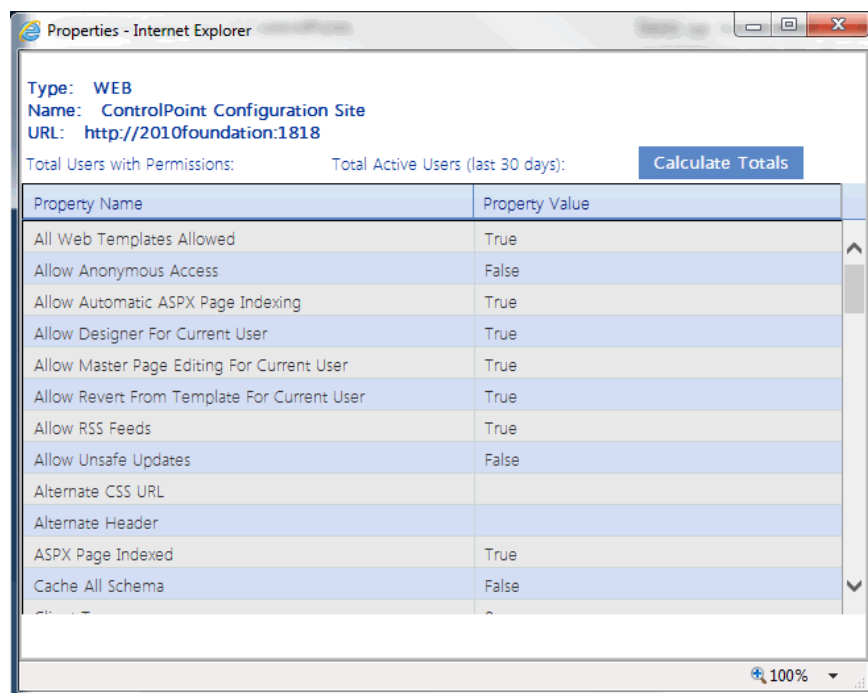 Properties - Internet Explorer
Type: WEB
Name: ControlPoint Configuration Site
URL: http://2010foundation:1818
Total Users with Permissions: Total Active Users (last 30 days): Calculate Totals
Property Name Property Value
All Web Templates Allowed True
Allow Anonymous Access False
Allow Automatic ASPX Page Indexing True
Allow Designer For Current User True
Allow Master Page Editing For Current User True
Allow Revert From Template For Current User True
Allow RSS Feeds True
Allow Unsafe Updates False
Alternate CSS URL
Alternate Header
ASPX Page Indexed True
Cache All Schema False
100%